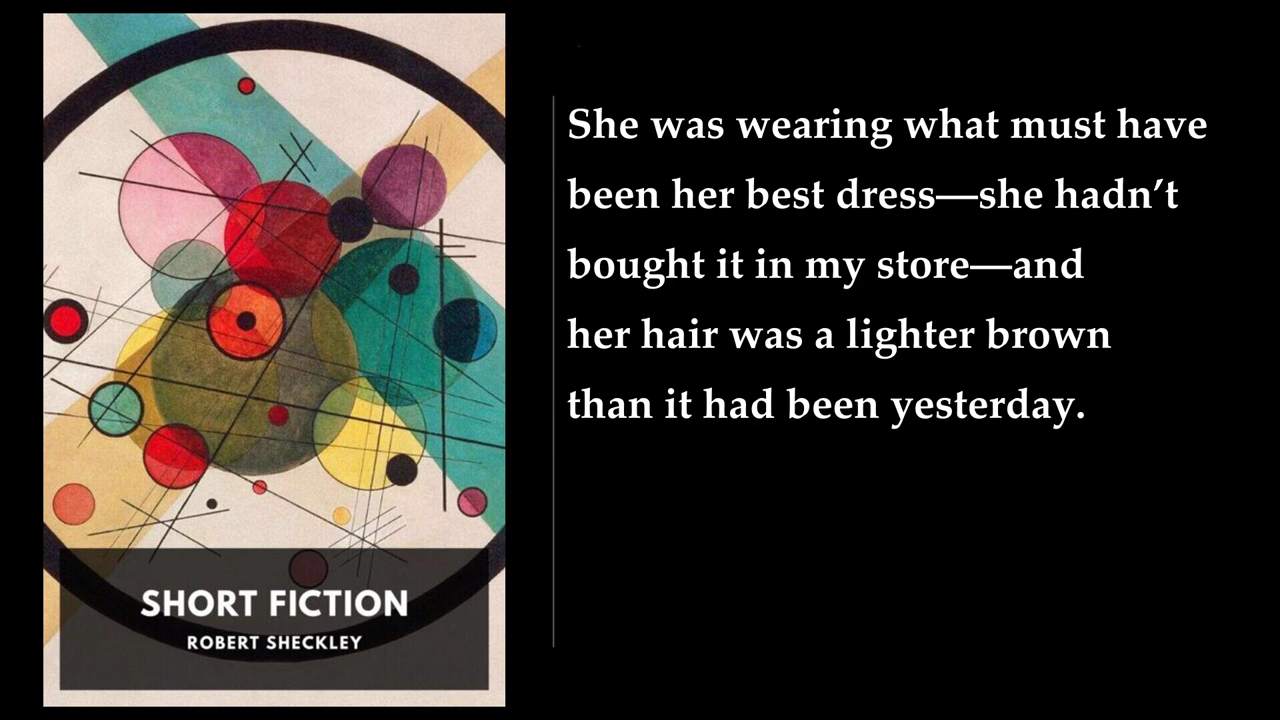 SHORT FICTION
ROBERT SHECKLEY
She was wearing what must have
been her best dress—she hadn’t
bought it in my store—and
her hair was a lighter brown
than it had been yesterday.